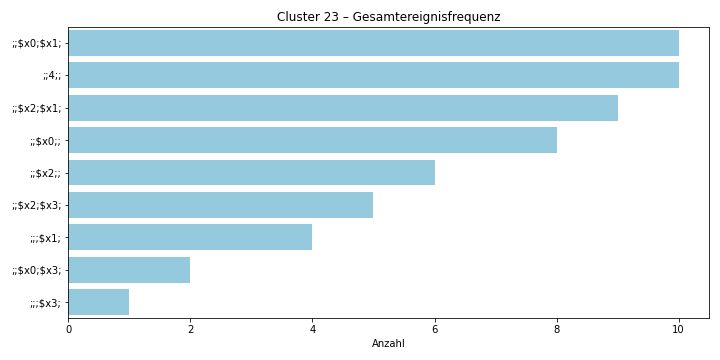 Cluster 23 – Gesamtereignisfrequenz
;;$x0;$x1;
;;4;;
;;$x2;$x1;
;;$x0;;
;;$x2;;
;;$x2;$x3;
;;;$x1;
;;$x0;$x3;
;;;$x3;
0 2 4 6 8 10
Anzahl